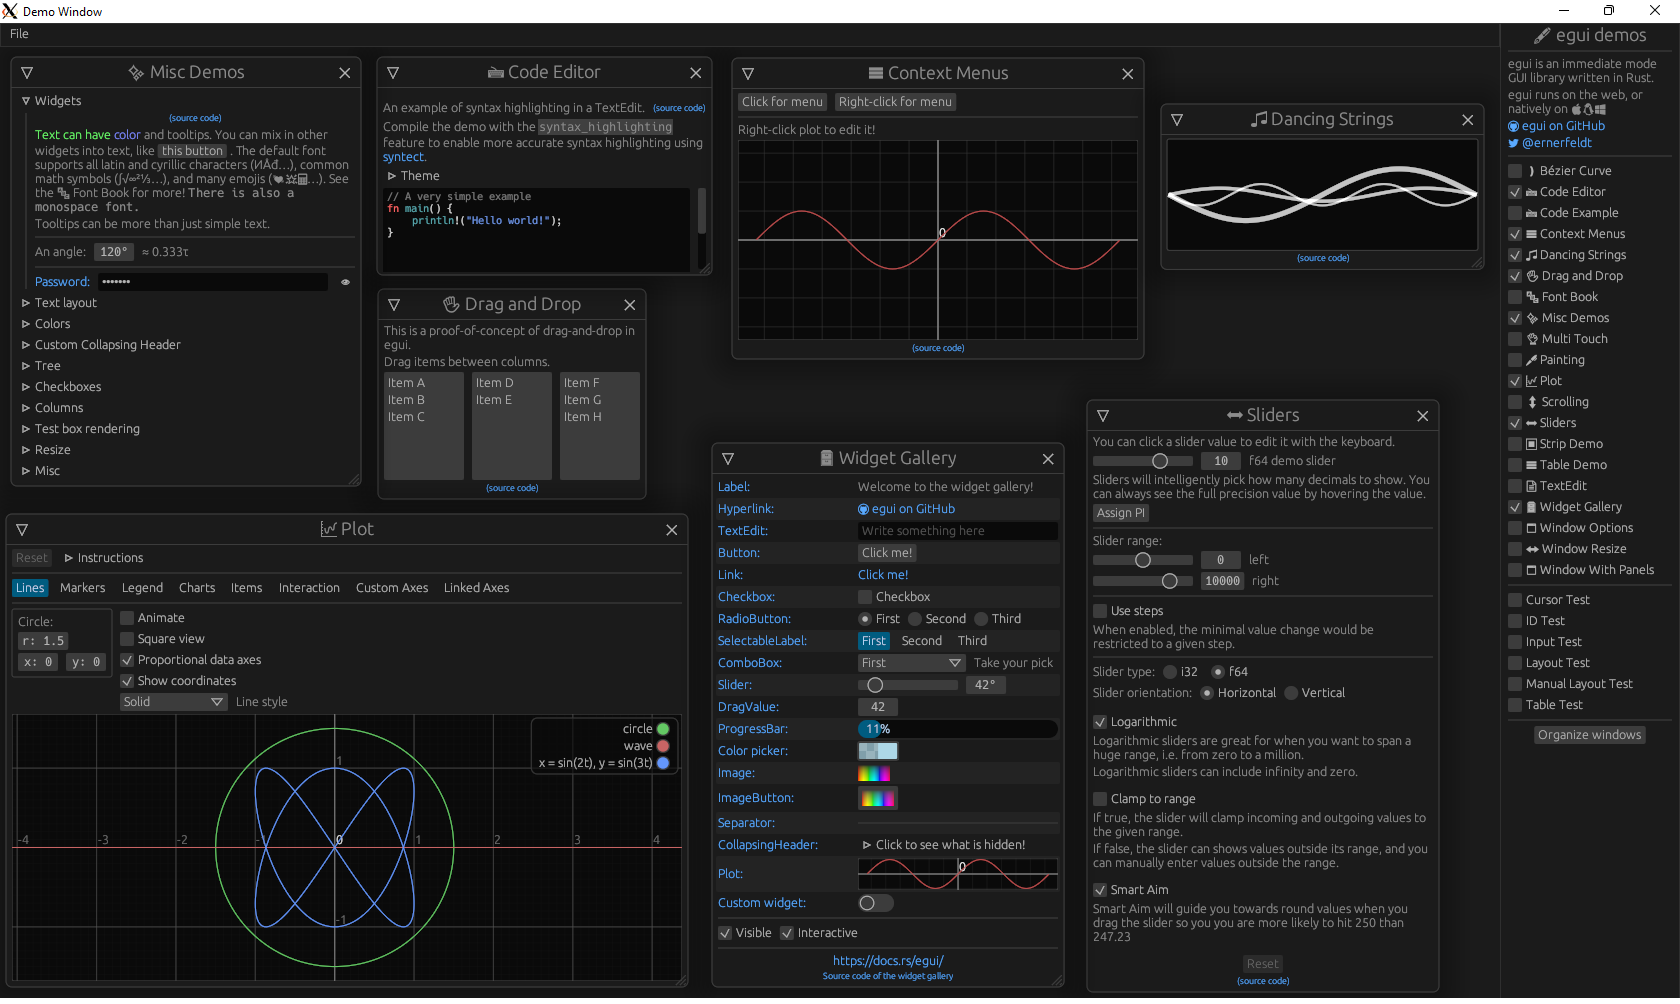 Demo Window
File
Misc Demos
Widgets
(source code)
Text can have color and tooltips. You can mix in other
widgets into text, like this button . The default font
supports all latin and cyrillic characters (ИÅđ…), common
math symbols (∫√∞²⅓…), and many emojis (…). See
the Font Book for more! There is also a
monospace font.
Tooltips can be more than just simple text.
An angle: 120° ≈ 0.333τ
Password: •••••••
Text layout
Colors
Custom Collapsing Header
Tree
Checkboxes
Columns
Test box rendering
Resize
Misc
Code Editor
An example of syntax highlighting in a TextEdit. (source code)
Compile the demo with the syntax_highlighting
feature to enable more accurate syntax highlighting using
syntect.
Theme
// A very simple example
fn main() {
    println!("Hello world!");
}
Drag and Drop
This is a proof-of-concept of drag-and-drop in
egui.
Drag items between columns.
Item A Item D Item F
Item B Item E Item G
Item C Item H
(source code)
Context Menus
Click for menu Right-click for menu
Right-click plot to edit it!
0
(source code)
Dancing Strings
(source code)
Plot
Reset Instructions
Lines Markers Legend Charts Items Interaction Custom Axes Linked Axes
Circle:
r: 1.5
x: 0 y: 0
Animate
Square view
Proportional data axes
Show coordinates
Solid Line style
circle
wave
x = sin(2t), y = sin(3t)
1
-4 -3 -2 -1 0 1 2 3 4
-1
Widget Gallery
Label: Welcome to the widget gallery!
Hyperlink: egui on GitHub
TextEdit: Write something here
Button: Click me!
Link: Click me!
Checkbox: Checkbox
RadioButton: First Second Third
SelectableLabel: First Second Third
ComboBox: First Take your pick
Slider: 42°
DragValue: 42
ProgressBar: 11%
Color picker:
Image:
ImageButton:
Separator:
CollapsingHeader: Click to see what is hidden!
Plot: 0
Custom widget:
Visible Interactive
https://docs.rs/egui/
Source code of the widget gallery
Sliders
You can click a slider value to edit it with the keyboard.
10 f64 demo slider
Sliders will intelligently pick how many decimals to show. You
can always see the full precision value by hovering the value.
Assign PI
Slider range:
0 left
10000 right
Use steps
When enabled, the minimal value change would be
restricted to a given step.
Slider type: i32 f64
Slider orientation: Horizontal Vertical
Logarithmic
Logarithmic sliders are great for when you want to span a
huge range, i.e. from zero to a million.
Logarithmic sliders can include infinity and zero.
Clamp to range
If true, the slider will clamp incoming and outgoing values to
the given range.
If false, the slider can shows values outside its range, and you
can manually enter values outside the range.
Smart Aim
Smart Aim will guide you towards round values when you
drag the slider so you you are more likely to hit 250 than
247.23
Reset
(source code)
egui demos
egui is an immediate mode
GUI library written in Rust.
egui runs on the web, or
natively on
egui on GitHub
@ernerfeldt
Bézier Curve
Code Editor
Code Example
Context Menus
Dancing Strings
Drag and Drop
Font Book
Misc Demos
Multi Touch
Painting
Plot
Scrolling
Sliders
Strip Demo
Table Demo
TextEdit
Widget Gallery
Window Options
Window Resize
Window With Panels
Cursor Test
ID Test
Input Test
Layout Test
Manual Layout Test
Table Test
Organize windows